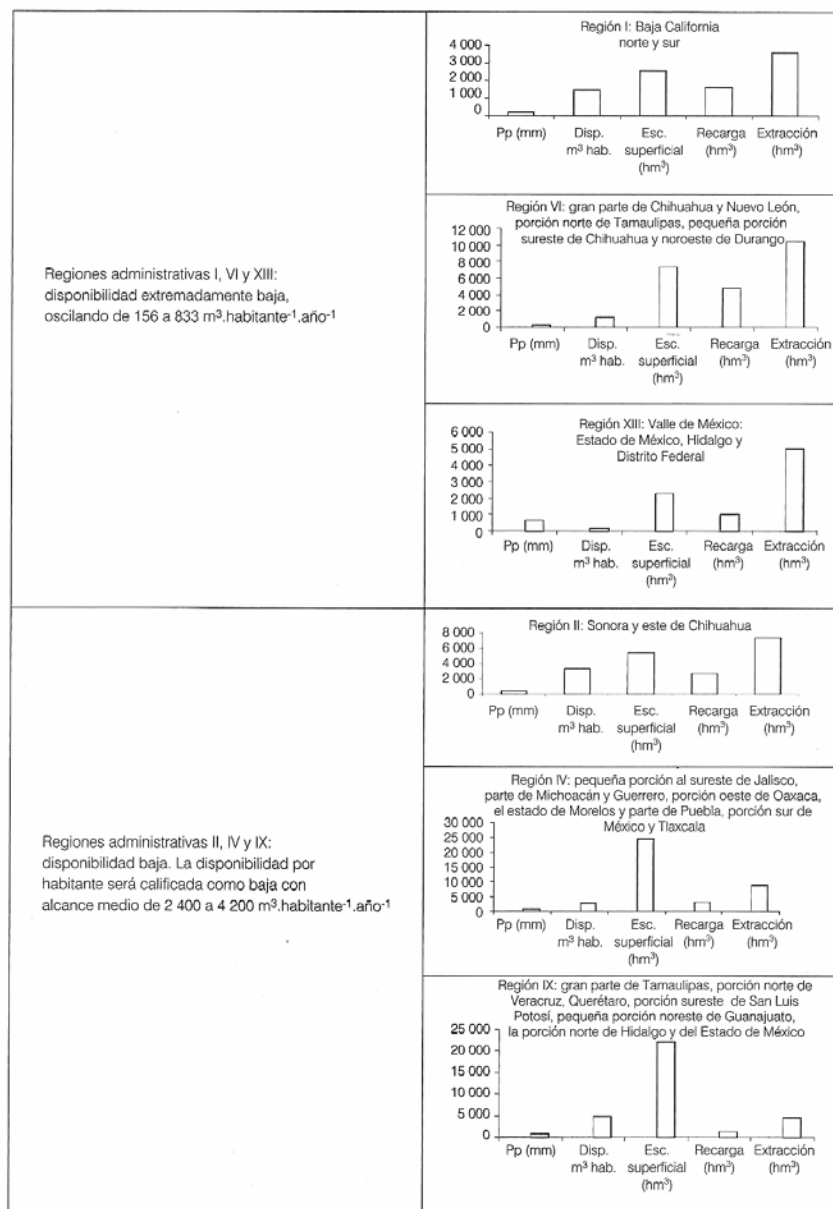 Regiones administrativas I, VI y XIII:
disponibilidad extremadamente baja,
oscilando de 156 a 833 m³.habitante⁻¹.año⁻¹
Región I: Baja California
norte y sur
4 000
3 000
2 000
1 000
0
Pp (mm) Disp. Esc. Recarga Extracción
m³ hab. superficial (hm³) (hm³)
(hm³)
Región VI: gran parte de Chihuahua y Nuevo León,
porción norte de Tamaulipas, pequeña porción
sureste de Chihuahua y noroeste de Durango
12 000
10 000
8 000
6 000
4 000
2 000
0
Pp (mm) Disp. Esc. Recarga Extracción
m³ hab. superficial (hm³) (hm³)
(hm³)
Región XIII: Valle de México:
Estado de México, Hidalgo y
Distrito Federal
6 000
5 000
4 000
3 000
2 000
1 000
0
Pp (mm) Disp. Esc. Recarga Extracción
m³ hab. superficial (hm³) (hm³)
(hm³)
Regiones administrativas II, IV y IX:
disponibilidad baja. La disponibilidad por
habitante será calificada como baja con
alcance medio de 2 400 a 4 200 m³.habitante⁻¹.año⁻¹
Región II: Sonora y este de Chihuahua
8 000
6 000
4 000
2 000
0
Pp (mm) Disp. Esc. Recarga Extracción
m³ hab. superficial (hm³) (hm³)
(hm³)
Región IV: pequeña porción al sureste de Jalisco,
parte de Michoacán y Guerrero, porción oeste de Oaxaca,
el estado de Morelos y parte de Puebla, porción sur de
México y Tlaxcala
30 000
25 000
20 000
15 000
10 000
5 000
0
Pp (mm) Disp. Esc. Recarga Extracción
m³ hab. superficial (hm³) (hm³)
(hm³)
Región IX: gran parte de Tamaulipas, porción norte de
Veracruz, Querétaro, porción sureste de San Luis
Potosí, pequeña porción noreste de Guanajuato,
la porción norte de Hidalgo y del Estado de México
25 000
20 000
15 000
10 000
5 000
0
Pp (mm) Disp. Esc. Recarga Extracción
m³ hab. superficial (hm³) (hm³)
(hm³)